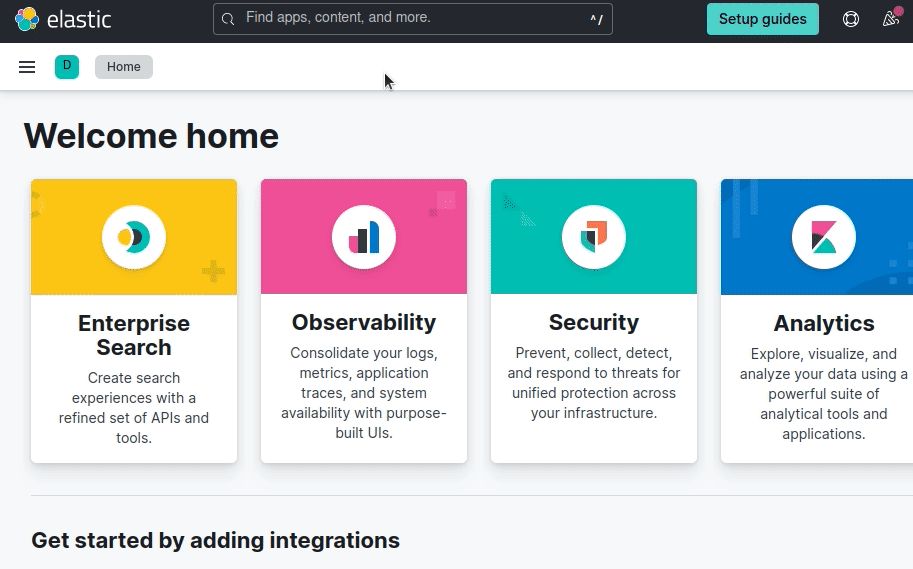 elastic
Find apps, content, and more.
^/
Setup guides
D
Home
Welcome home
Enterprise
Search
Create search
experiences with a
refined set of APIs and
tools.
Observability
Consolidate your logs,
metrics, application
traces, and system
availability with purpose-
built UIs.
Security
Prevent, collect, detect,
and respond to threats for
unified protection across
your infrastructure.
Analytics
Explore, visualize, and
analyze your data using a
powerful suite of
analytical tools and
applications.
Get started by adding integrations